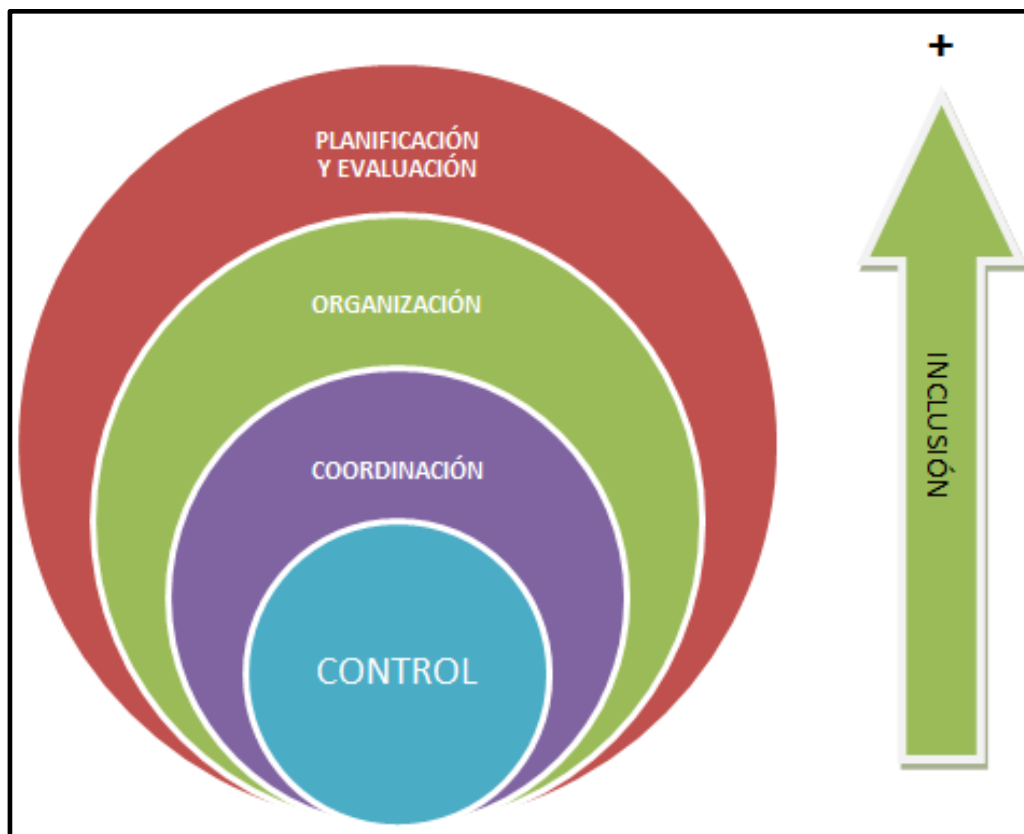 +
PLANIFICACIÓN
Y EVALUACIÓN
ORGANIZACIÓN
COORDINACIÓN
CONTROL
INCLUSIÓN